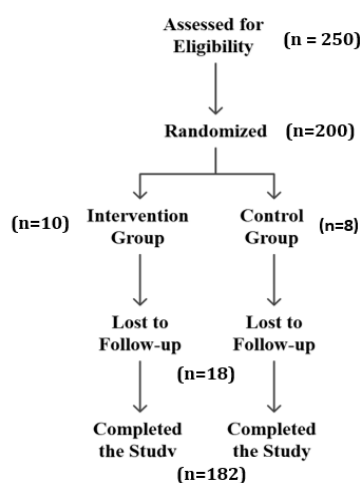 Assessed for
Eligibility (n = 250)
Randomized (n=200)
(n=10) Intervention Group
Control Group (n=8)
Lost to Follow-up
Lost to Follow-up
(n=18)
Completed the Study
Completed the Study
(n=182)